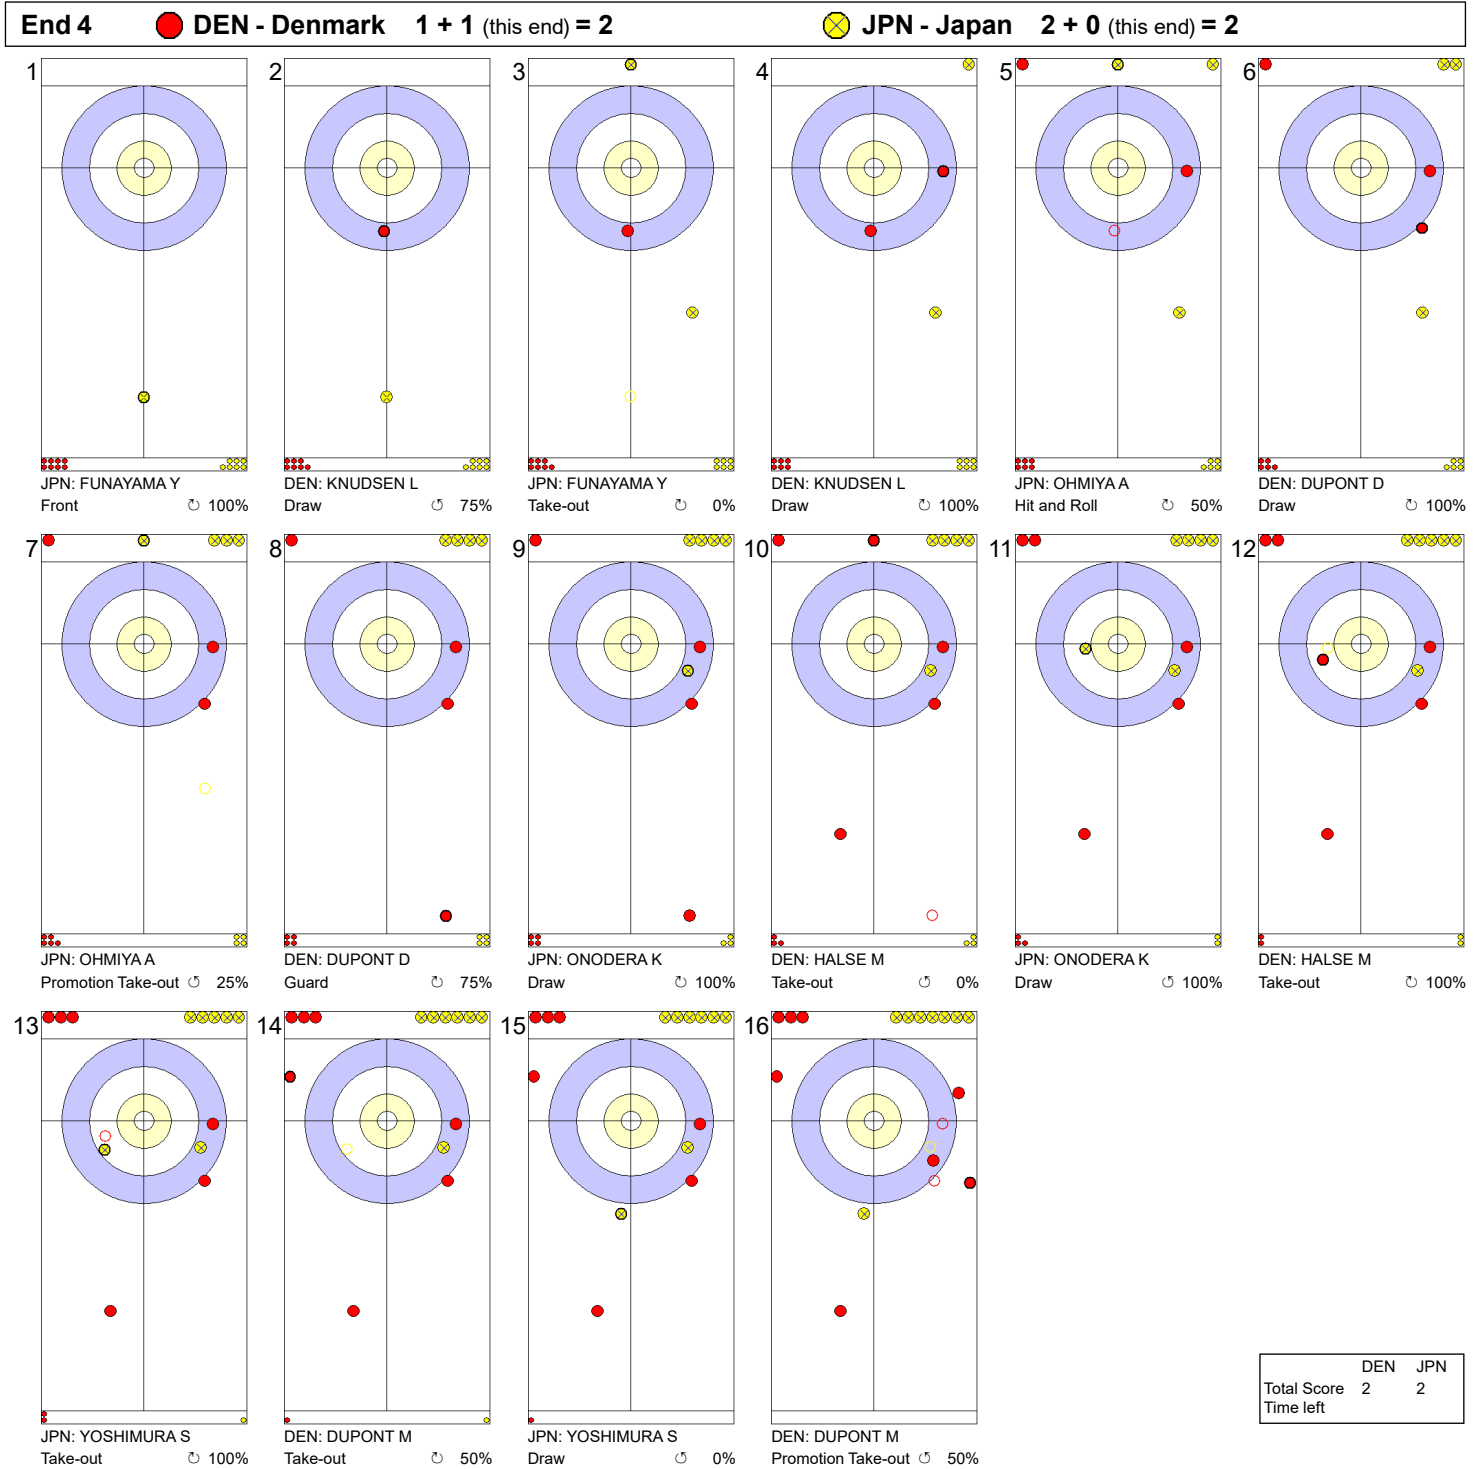 End 4 DEN - Denmark 1 + 1 (this end) = 2 JPN - Japan 2 + 0 (this end) = 2
1
JPN: FUNAYAMA Y
Front ↻ 100%
2
DEN: KNUDSEN L
Draw ↺ 75%
3
JPN: FUNAYAMA Y
Take-out ↻ 0%
4
DEN: KNUDSEN L
Draw ↻ 100%
5
JPN: OHMIYA A
Hit and Roll ↻ 50%
6
DEN: DUPONT D
Draw ↻ 100%
7
JPN: OHMIYA A
Promotion Take-out ↺ 25%
8
DEN: DUPONT D
Guard ↺ 75%
9
JPN: ONODERA K
Draw ↻ 100%
10
DEN: HALSE M
Take-out ↺ 0%
11
JPN: ONODERA K
Draw ↺ 100%
12
DEN: HALSE M
Take-out ↻ 100%
13
JPN: YOSHIMURA S
Take-out ↻ 100%
14
DEN: DUPONT M
Take-out ↻ 50%
15
JPN: YOSHIMURA S
Draw ↺ 0%
16
DEN: DUPONT M
Promotion Take-out ↺ 50%
DEN JPN
Total Score 2 2
Time left